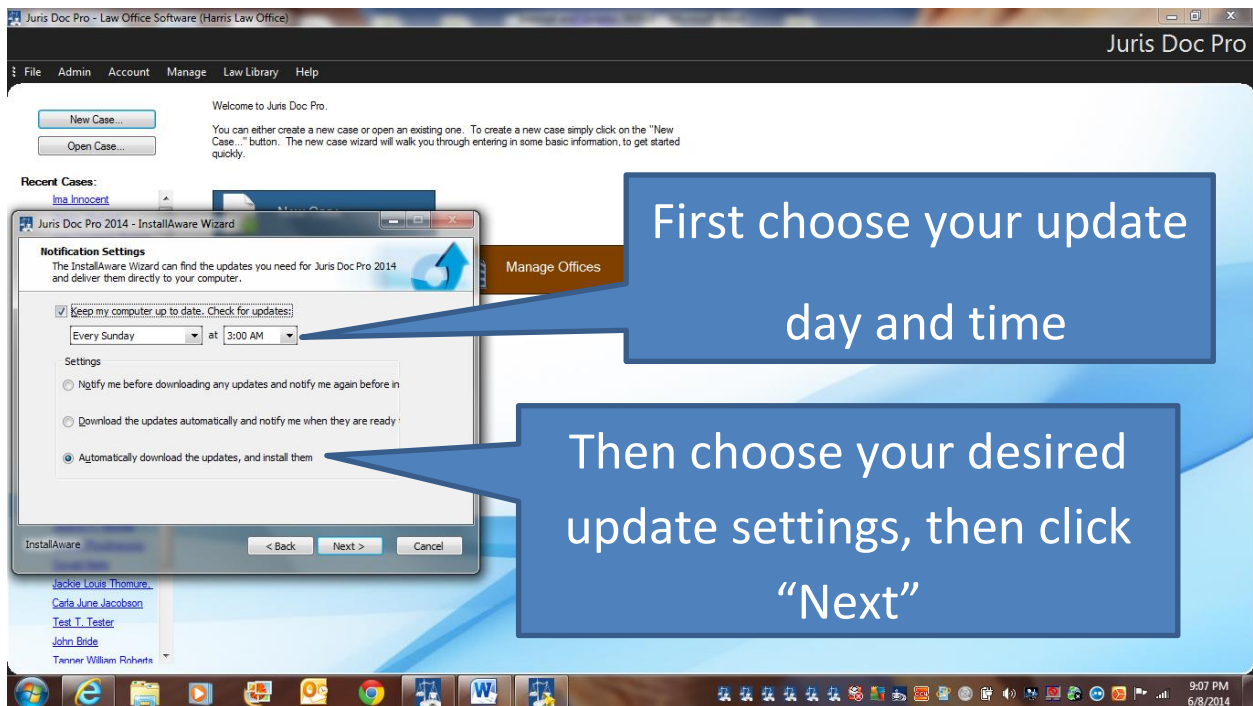 Juris Doc Pro - Law Office Software (Harris Law Office)
Juris Doc Pro
File Admin Account Manage Law Library Help
New Case...
Open Case...
Welcome to Juris Doc Pro.
You can either create a new case or open an existing one. To create a new case simply click on the "New
Case..." button. The new case wizard will walk you through entering in some basic information, to get started
quickly.
Recent Cases:
Ima Innocent
Juris Doc Pro 2014 - InstallAware Wizard
Notification Settings
The InstallAware Wizard can find the updates you need for Juris Doc Pro 2014
and deliver them directly to your computer.
Keep my computer up to date. Check for updates:
Every Sunday at 3:00 AM
Settings
Notify me before downloading any updates and notify me again before in
Download the updates automatically and notify me when they are ready
Automatically download the updates, and install them
InstallAware
< Back Next > Cancel
Manage Offices
First choose your update
day and time
Then choose your desired
update settings, then click
“Next”
Jackie Louis Thomure,
Carla June Jacobson
Test T. Tester
John Bride
Tanner William Roberts
9:07 PM
6/8/2014